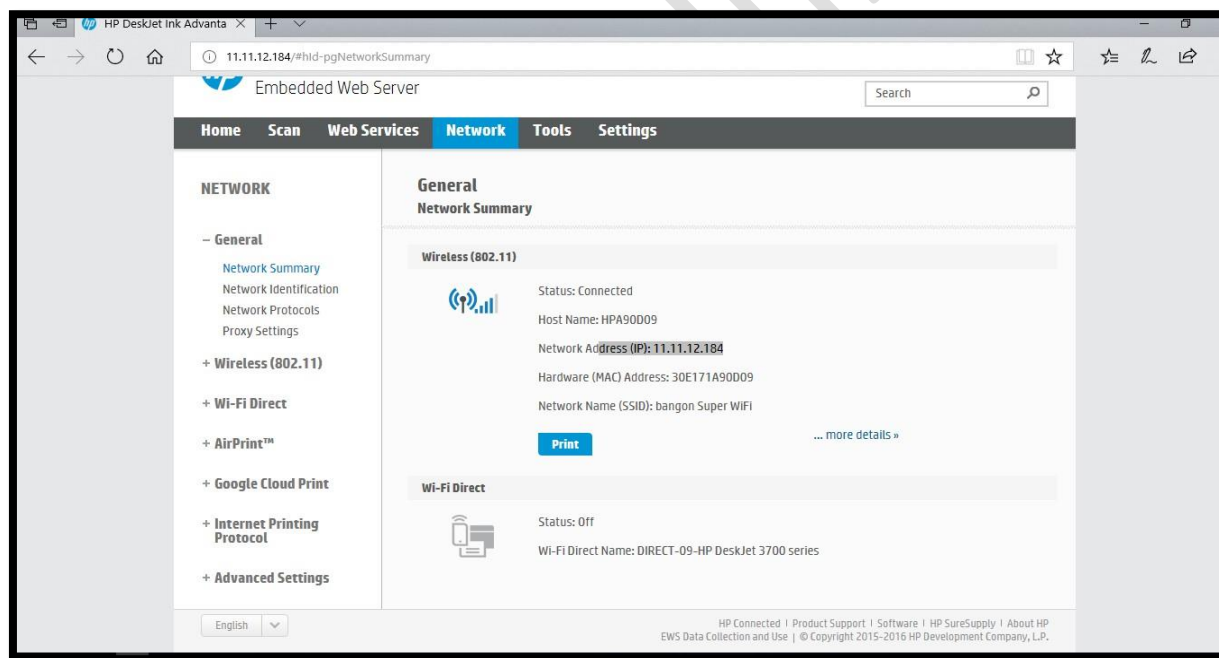 HP DeskJet Ink Advanta
11.11.12.184/#hId-pgNetworkSummary
hp
Embedded Web Server
Search
Home Scan Web Services Network Tools Settings
NETWORK
– General
Network Summary
Network Identification
Network Protocols
Proxy Settings
+ Wireless (802.11)
+ Wi-Fi Direct
+ AirPrint™
+ Google Cloud Print
+ Internet Printing
Protocol
+ Advanced Settings
General
Network Summary
Wireless (802.11)
Status: Connected
Host Name: HPA90D09
Network Address (IP): 11.11.12.184
Hardware (MAC) Address: 30E171A90D09
Network Name (SSID): bangon Super WiFi
Print
... more details »
Wi-Fi Direct
Status: Off
Wi-Fi Direct Name: DIRECT-09-HP DeskJet 3700 series
English
HP Connected | Product Support | Software | HP SureSupply | About HP
EWS Data Collection and Use | © Copyright 2015-2016 HP Development Company, L.P.